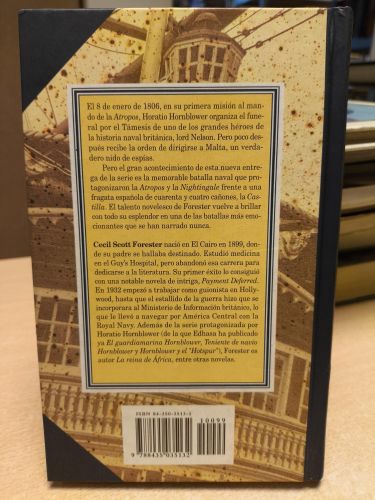 El 8 de enero de 1806, en su primera misión al man-
do de la Atropos, Horatio Hornblower organiza el fune-
ral por el Támesis de uno de los grandes héroes de
la historia naval británica, lord Nelson. Pero poco des-
pués recibe la orden de dirigirse a Malta, un verda-
dero nido de espías.
Pero el gran acontecimiento de esta nueva entre-
ga de la serie es la memorable batalla naval que pro-
tagonizaron la Atropos y la Nightingale frente a una
fragata española de cuarenta y cuatro cañones, la Cas-
tilla. El talento novelesco de Forester vuelve a brillar
con todo su esplendor en una de las batallas más emo-
cionantes que se han narrado nunca.
Cecil Scott Forester nació en El Cairo en 1899, don-
de su padre se hallaba destinado. Estudió medicina
en el Guy's Hospital, pero abandonó esa carrera para
dedicarse a la literatura. Su primer éxito lo consiguió
con una notable novela de intriga, Payment Deferred.
En 1932 empezó a trabajar como guionista en Holly-
wood, hasta que el estallido de la guerra hizo que se
incorporara al Ministerio de Información británico, lo
que le llevó a navegar por América Central con la
Royal Navy. Además de la serie protagonizada por
Horatio Hornblower (de la que Edhasa ha publicado
ya El guardiamarina Hornblower, Teniente de navío
Hornblower y Hornblower y el "Hotspur"), Forester es
autor La reina de África, entre otras novelas.
ISBN 84-350-3513-2
10099
9 788435 035132